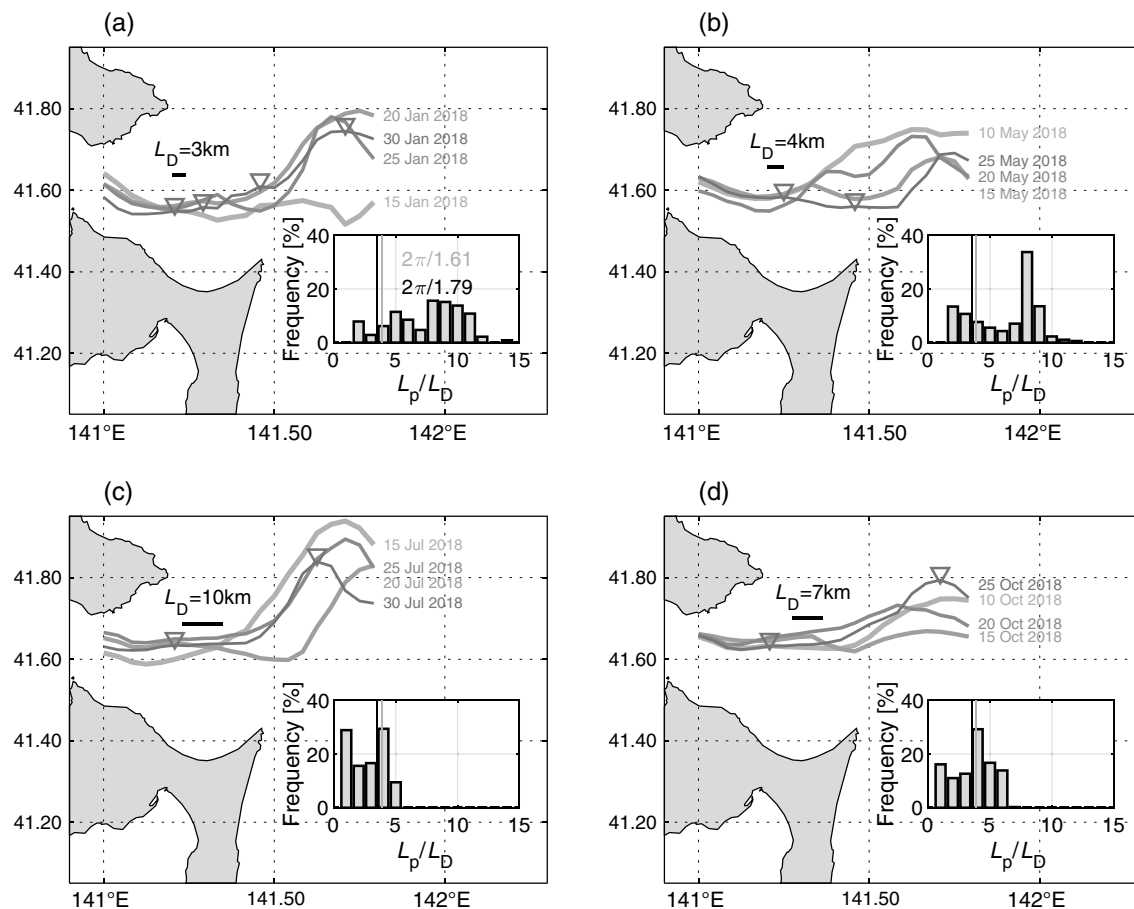 (a)
41.80
41.60
41.40
41.20
141°E
141.50
142°E
L_D=3km
20 Jan 2018
30 Jan 2018
25 Jan 2018
15 Jan 2018
Frequency [%]
40
20
0
2π/1.61
2π/1.79
0
5
10
15
L_p/L_D
(b)
41.80
41.60
41.40
41.20
141°E
141.50
142°E
L_D=4km
10 May 2018
25 May 2018
20 May 2018
15 May 2018
Frequency [%]
40
20
0
0
5
10
15
L_p/L_D
(c)
41.80
41.60
41.40
41.20
141°E
141.50
142°E
L_D=10km
15 Jul 2018
25 Jul 2018
20 Jul 2018
30 Jul 2018
Frequency [%]
40
20
0
0
5
10
15
L_p/L_D
(d)
41.80
41.60
41.40
41.20
141°E
141.50
142°E
L_D=7km
25 Oct 2018
10 Oct 2018
20 Oct 2018
15 Oct 2018
Frequency [%]
40
20
0
0
5
10
15
L_p/L_D